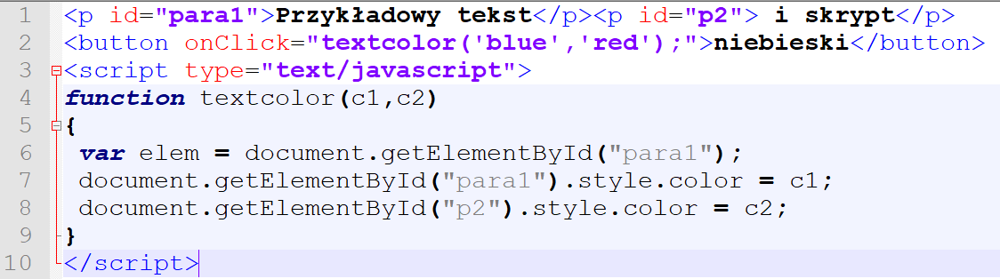 1 <p id="para1">Przykładowy tekst</p><p id="p2"> i skrypt</p>
2 <button onClick="textcolor('blue','red');">niebieski</button>
3 <script type="text/javascript">
4 function textcolor(c1,c2)
5 {
6  var elem = document.getElementById("para1");
7  document.getElementById("para1").style.color = c1;
8  document.getElementById("p2").style.color = c2;
9 }
10 </script>